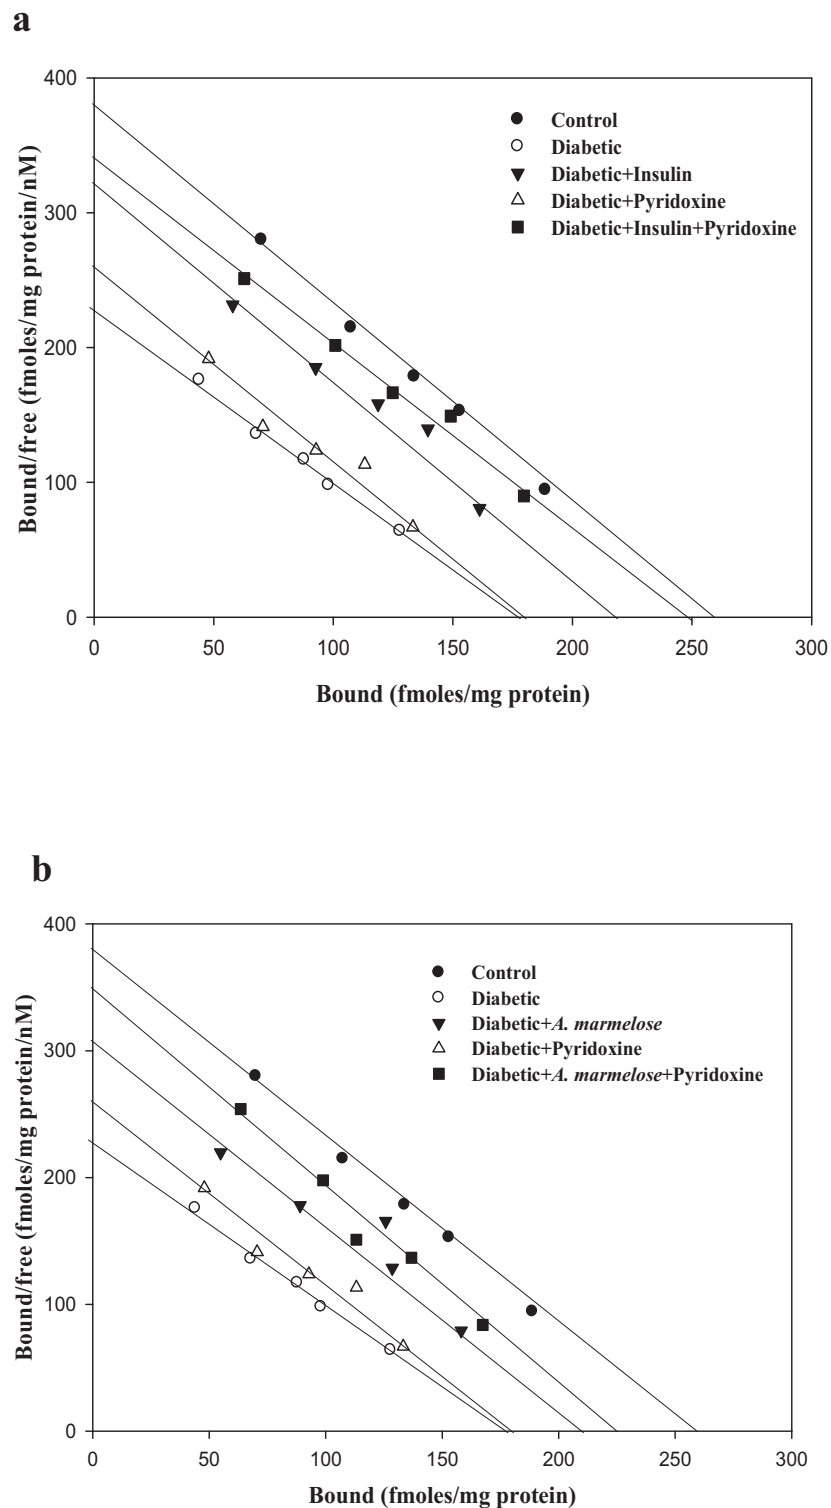 a
400
300
200
100
0
Bound/free (fmoles/mg protein/nM)
Control
Diabetic
Diabetic+Insulin
Diabetic+Pyridoxine
Diabetic+Insulin+Pyridoxine
0 50 100 150 200 250 300
Bound (fmoles/mg protein)
b
400
300
200
100
0
Bound/free (fmoles/mg protein/nM)
Control
Diabetic
Diabetic+A. marmelose
Diabetic+Pyridoxine
Diabetic+A. marmelose+Pyridoxine
0 50 100 150 200 250 300
Bound (fmoles/mg protein)